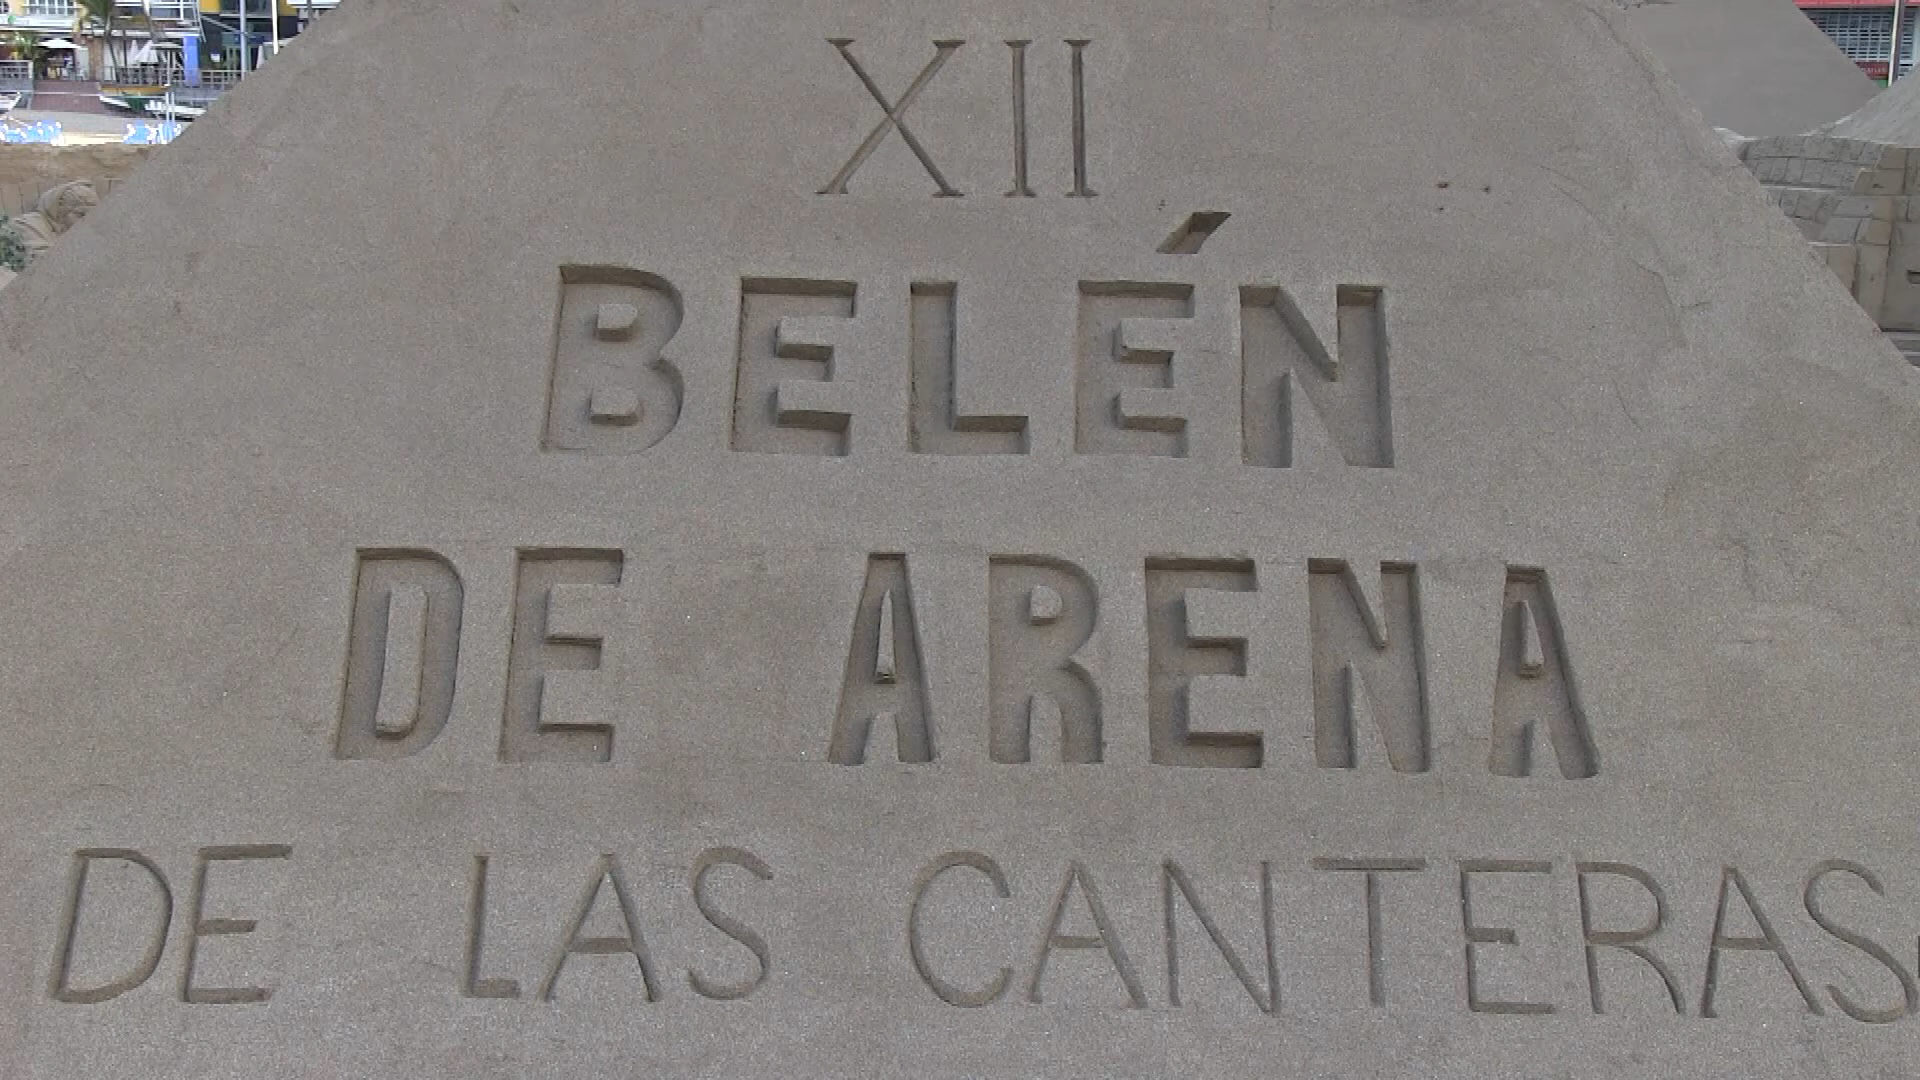 XII
BELÉN
DE ARENA
DE LAS CANTERAS